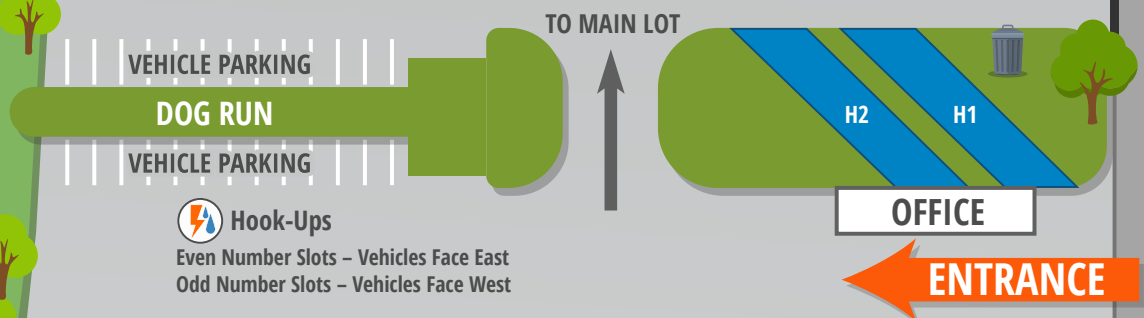 TO MAIN LOT
VEHICLE PARKING
DOG RUN
VEHICLE PARKING
H2
H1
Hook-Ups
Even Number Slots – Vehicles Face East
Odd Number Slots – Vehicles Face West
OFFICE
ENTRANCE